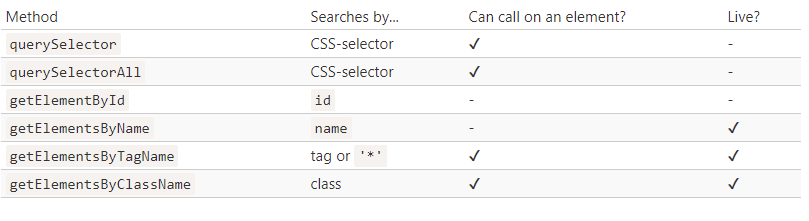 Method Searches by... Can call on an element? Live?
querySelector CSS-selector ✓ -
querySelectorAll CSS-selector ✓ -
getElementById id - -
getElementsByName name - ✓
getElementsByTagName tag or '*' ✓ ✓
getElementsByClassName class ✓ ✓